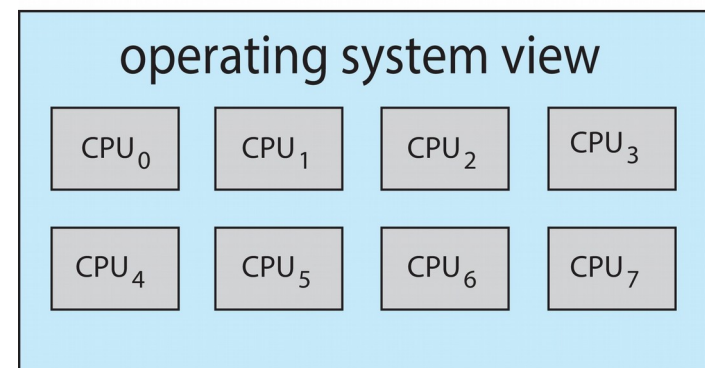 operating system view
CPU₀ CPU₁ CPU₂ CPU₃
CPU₄ CPU₅ CPU₆ CPU₇